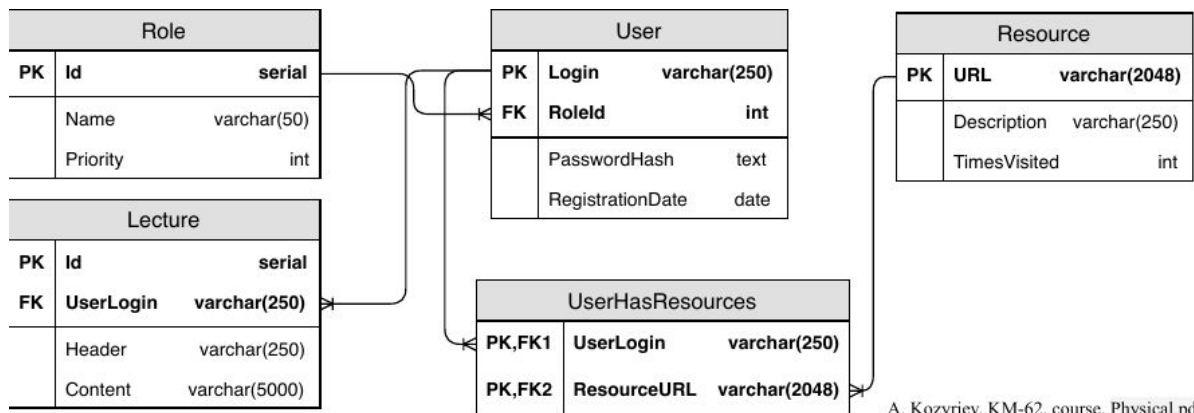 Role
PK Id serial
Name varchar(50)
Priority int
User
PK Login varchar(250)
FK RoleId int
PasswordHash text
RegistrationDate date
Resource
PK URL varchar(2048)
Description varchar(250)
TimesVisited int
Lecture
PK Id serial
FK UserLogin varchar(250)
Header varchar(250)
Content varchar(5000)
UserHasResources
PK,FK1 UserLogin varchar(250)
PK,FK2 ResourceURL varchar(2048)
A. Kozyriev, KM-62, course, Physical pd